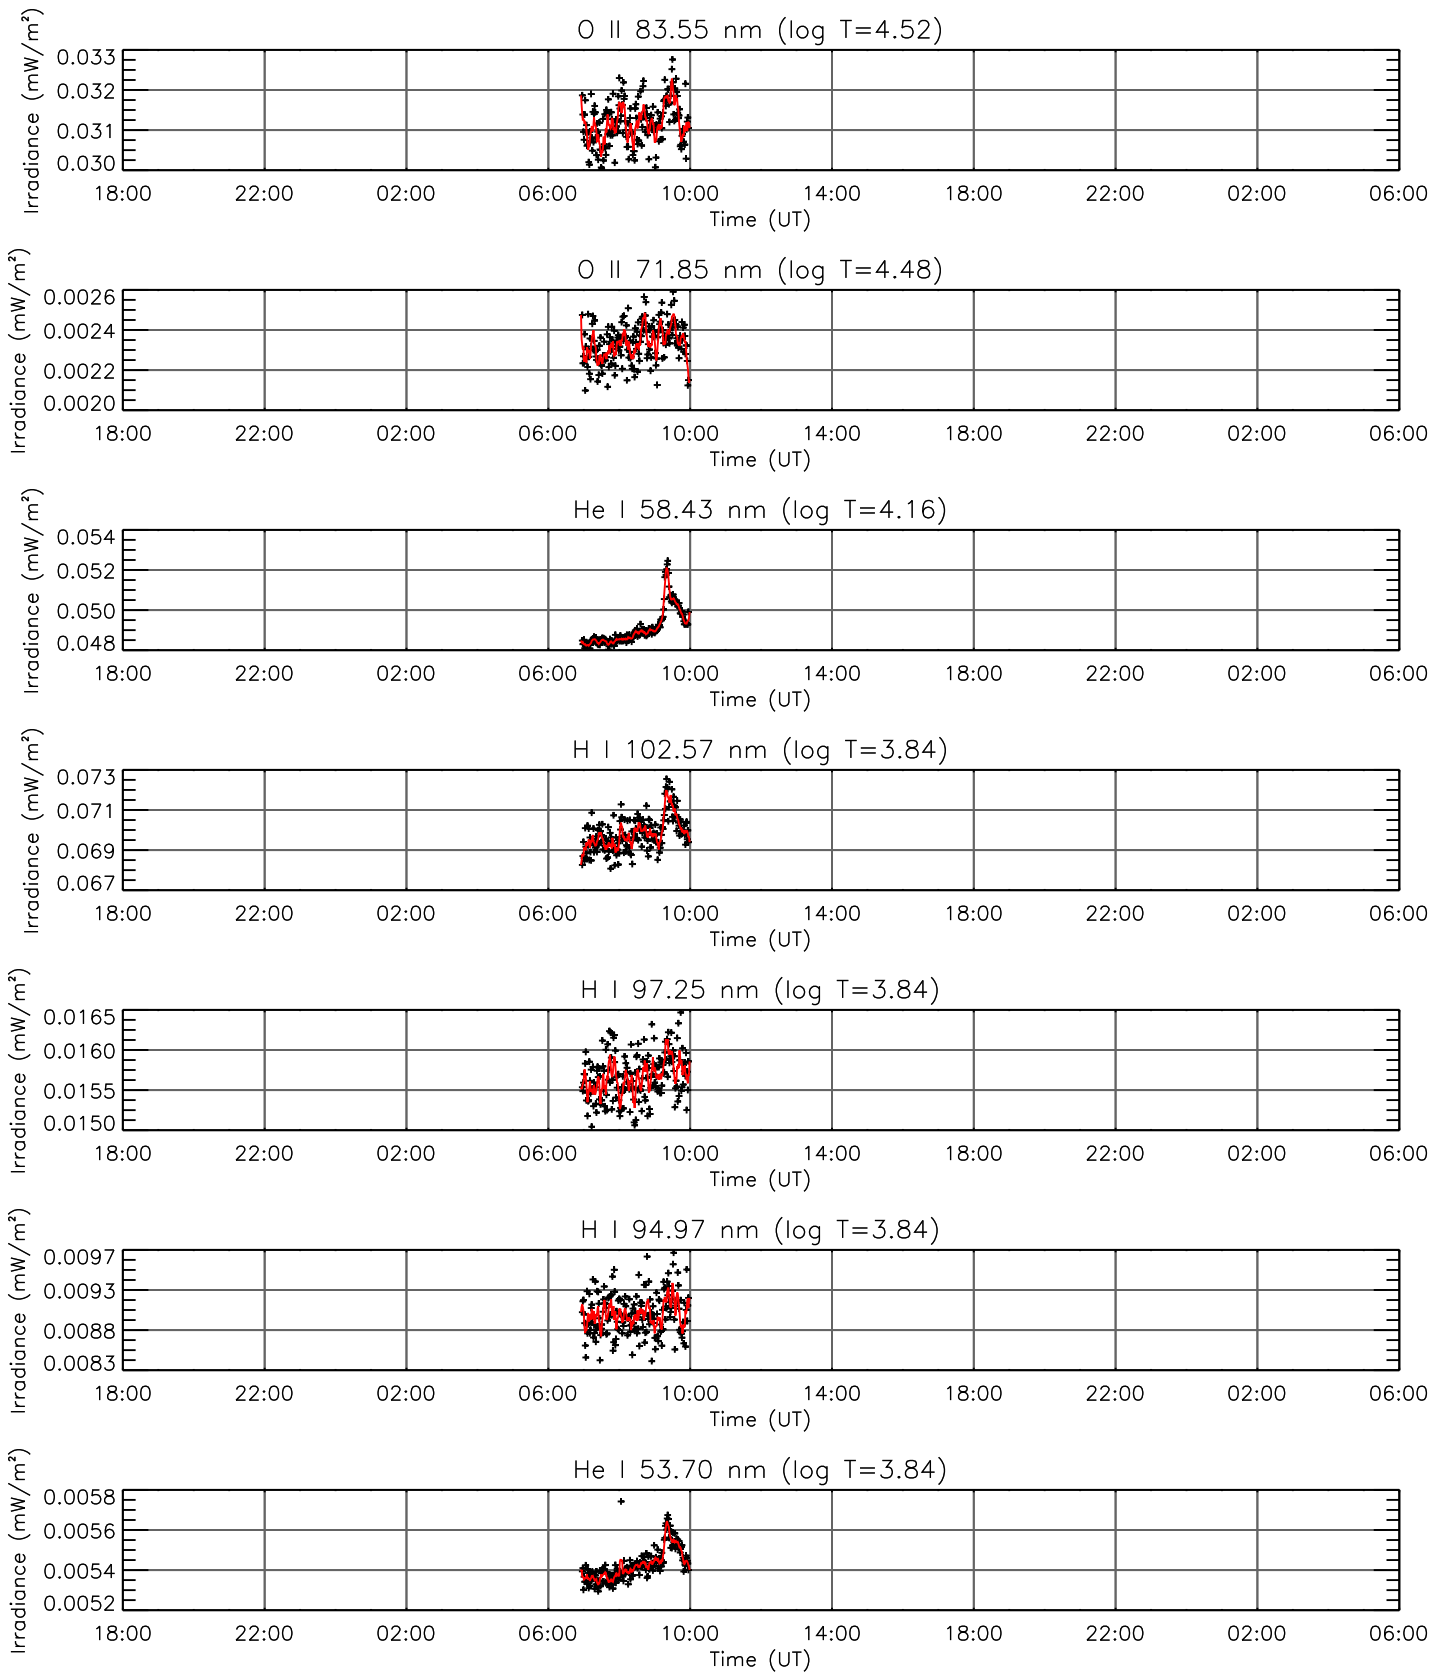 O II 83.55 nm (log T=4.52)
Irradiance (mW/m²)
0.033
0.032
0.031
0.030
18:00 22:00 02:00 06:00 10:00 14:00 18:00 22:00 02:00 06:00
Time (UT)
O II 71.85 nm (log T=4.48)
Irradiance (mW/m²)
0.0026
0.0024
0.0022
0.0020
18:00 22:00 02:00 06:00 10:00 14:00 18:00 22:00 02:00 06:00
Time (UT)
He I 58.43 nm (log T=4.16)
Irradiance (mW/m²)
0.054
0.052
0.050
0.048
18:00 22:00 02:00 06:00 10:00 14:00 18:00 22:00 02:00 06:00
Time (UT)
H I 102.57 nm (log T=3.84)
Irradiance (mW/m²)
0.073
0.071
0.069
0.067
18:00 22:00 02:00 06:00 10:00 14:00 18:00 22:00 02:00 06:00
Time (UT)
H I 97.25 nm (log T=3.84)
Irradiance (mW/m²)
0.0165
0.0160
0.0155
0.0150
18:00 22:00 02:00 06:00 10:00 14:00 18:00 22:00 02:00 06:00
Time (UT)
H I 94.97 nm (log T=3.84)
Irradiance (mW/m²)
0.0097
0.0093
0.0088
0.0083
18:00 22:00 02:00 06:00 10:00 14:00 18:00 22:00 02:00 06:00
Time (UT)
He I 53.70 nm (log T=3.84)
Irradiance (mW/m²)
0.0058
0.0056
0.0054
0.0052
18:00 22:00 02:00 06:00 10:00 14:00 18:00 22:00 02:00 06:00
Time (UT)